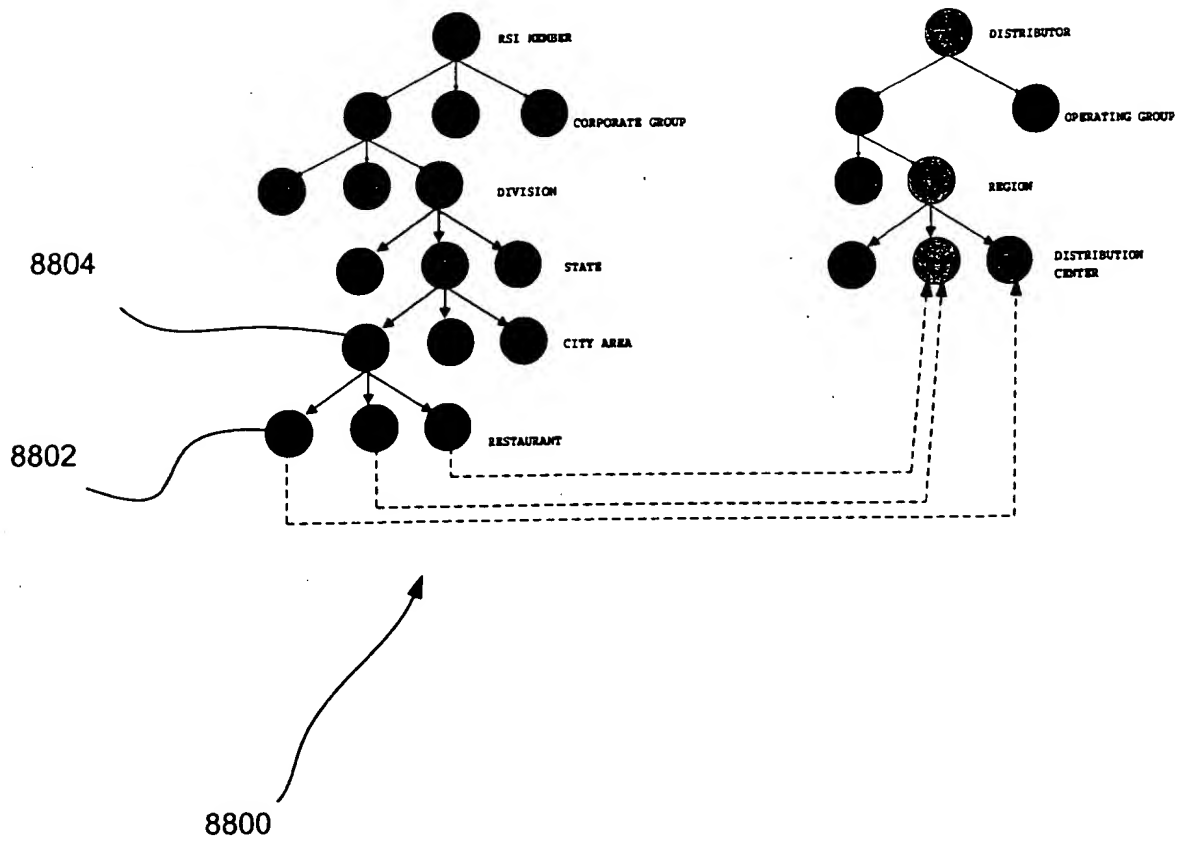 RSI MEMBER
DISTRIBUTOR
CORPORATE GROUP
OPERATING GROUP
DIVISION
REGION
8804
STATE
DISTRIBUTION
CENTER
CITY AREA
8802
RESTAURANT
8800